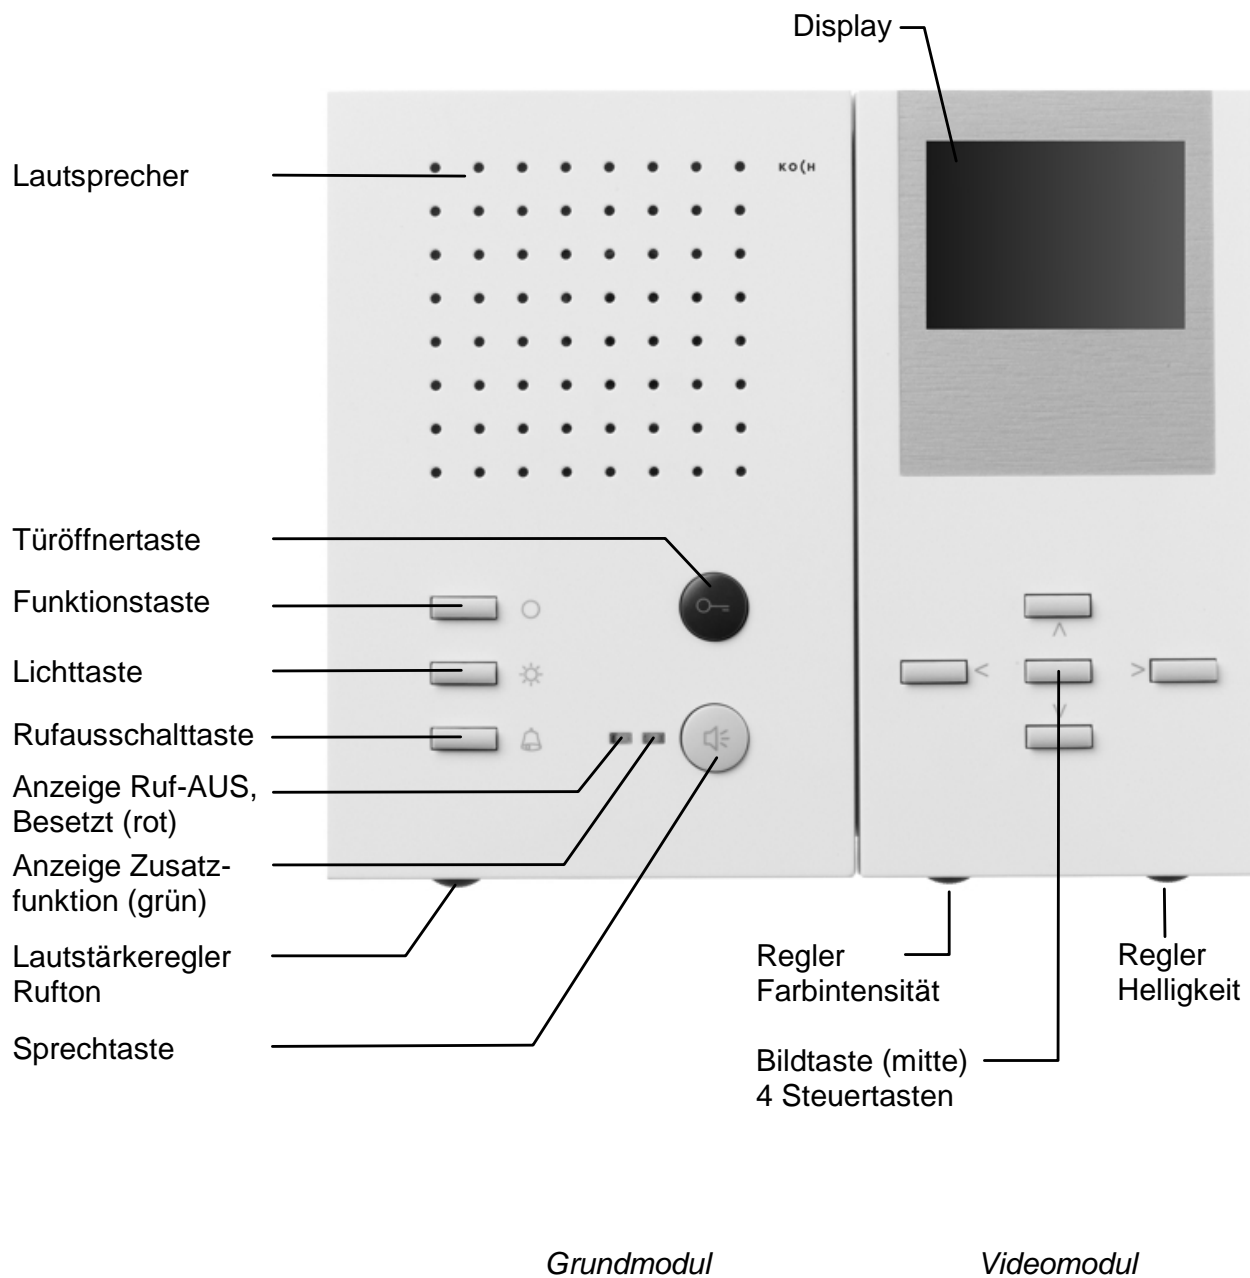 Display
Lautsprecher
KOCH
Türöffnertaste
Funktionstaste
Lichttaste
Rufausschalttaste
Anzeige Ruf-AUS,
Besetzt (rot)
Anzeige Zusatz-
funktion (grün)
Lautstärkeregler
Rufton
Sprechtaste
Regler
Farbintensität
Regler
Helligkeit
Bildtaste (mitte)
4 Steuertasten
Grundmodul
Videomodul